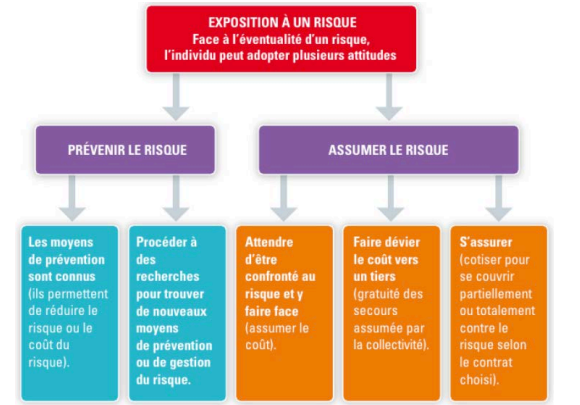 EXPOSITION À UN RISQUE
Face à l'éventualité d'un risque,
l'individu peut adopter plusieurs attitudes
PRÉVENIR LE RISQUE
ASSUMER LE RISQUE
Les moyens
de prévention
sont connus
(ils permettent
de réduire le
risque ou le
coût du
risque).
Procéder à
des
recherches
pour trouver
de nouveaux
moyens
de prévention
ou de gestion
du risque.
Attendre
d'être
confronté au
risque et y
faire face
(assumer le
coût).
Faire dévier
le coût vers
un tiers
(gratuité des
secours
assumée par
la collectivité).
S'assurer
(cotiser pour
se couvrir
partiellement
ou totalement
contre le
risque selon
le contrat
choisi).